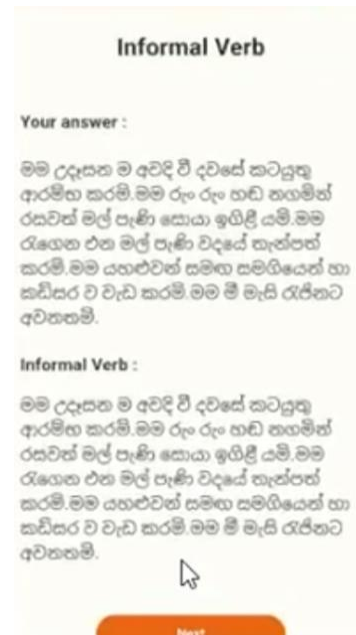 Informal Verb
Your answer :
මම උදෑසන ම අවදි වී දවසේ කටයුතු
ආරම්භ කරමි.මම රුං රුං හඬ නගමින්
රසවත් මල් පැණි සොයා ඉගිළී යමි.මම
රැගෙන එන මල් පැණි වදයේ තැන්පත්
කරමි.මම යහළුවන් සමඟ සමගියෙන් හා
කඩිසර ව වැඩ කරමි.මම මී මැසි රැජිනට
අවනතමි.
Informal Verb :
මම උදෑසන ම අවදි වී දවසේ කටයුතු
ආරම්භ කරමි.මම රුං රුං හඬ නගමින්
රසවත් මල් පැණි සොයා ඉගිළී යමි.මම
රැගෙන එන මල් පැණි වදයේ තැන්පත්
කරමි.මම යහළුවන් සමඟ සමගියෙන් හා
කඩිසර ව වැඩ කරමි.මම මී මැසි රැජිනට
අවනතමි.
Next